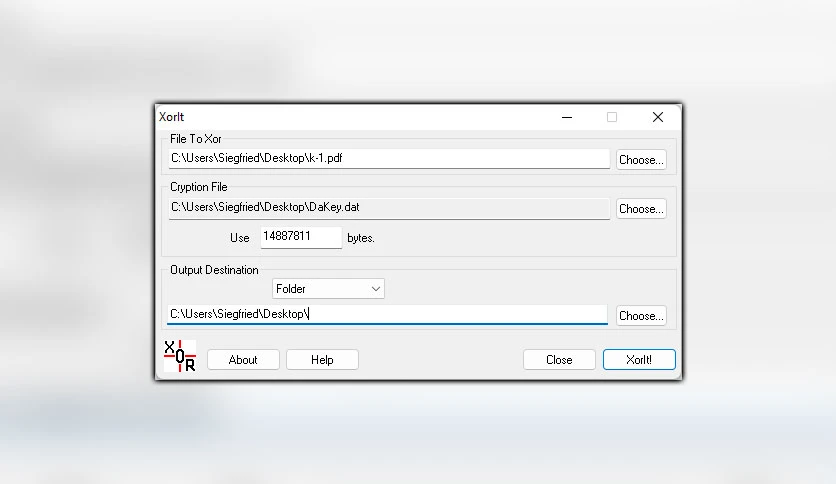 XorIt
File To Xor
C:\Users\Siegfried\Desktop\k-1.pdf
Choose...
Cryption File
C:\Users\Siegfried\Desktop\DaKey.dat
Choose...
Use 14887811 bytes.
Output Destination
Folder
C:\Users\Siegfried\Desktop\
Choose...
XOR
About
Help
Close
XorIt!